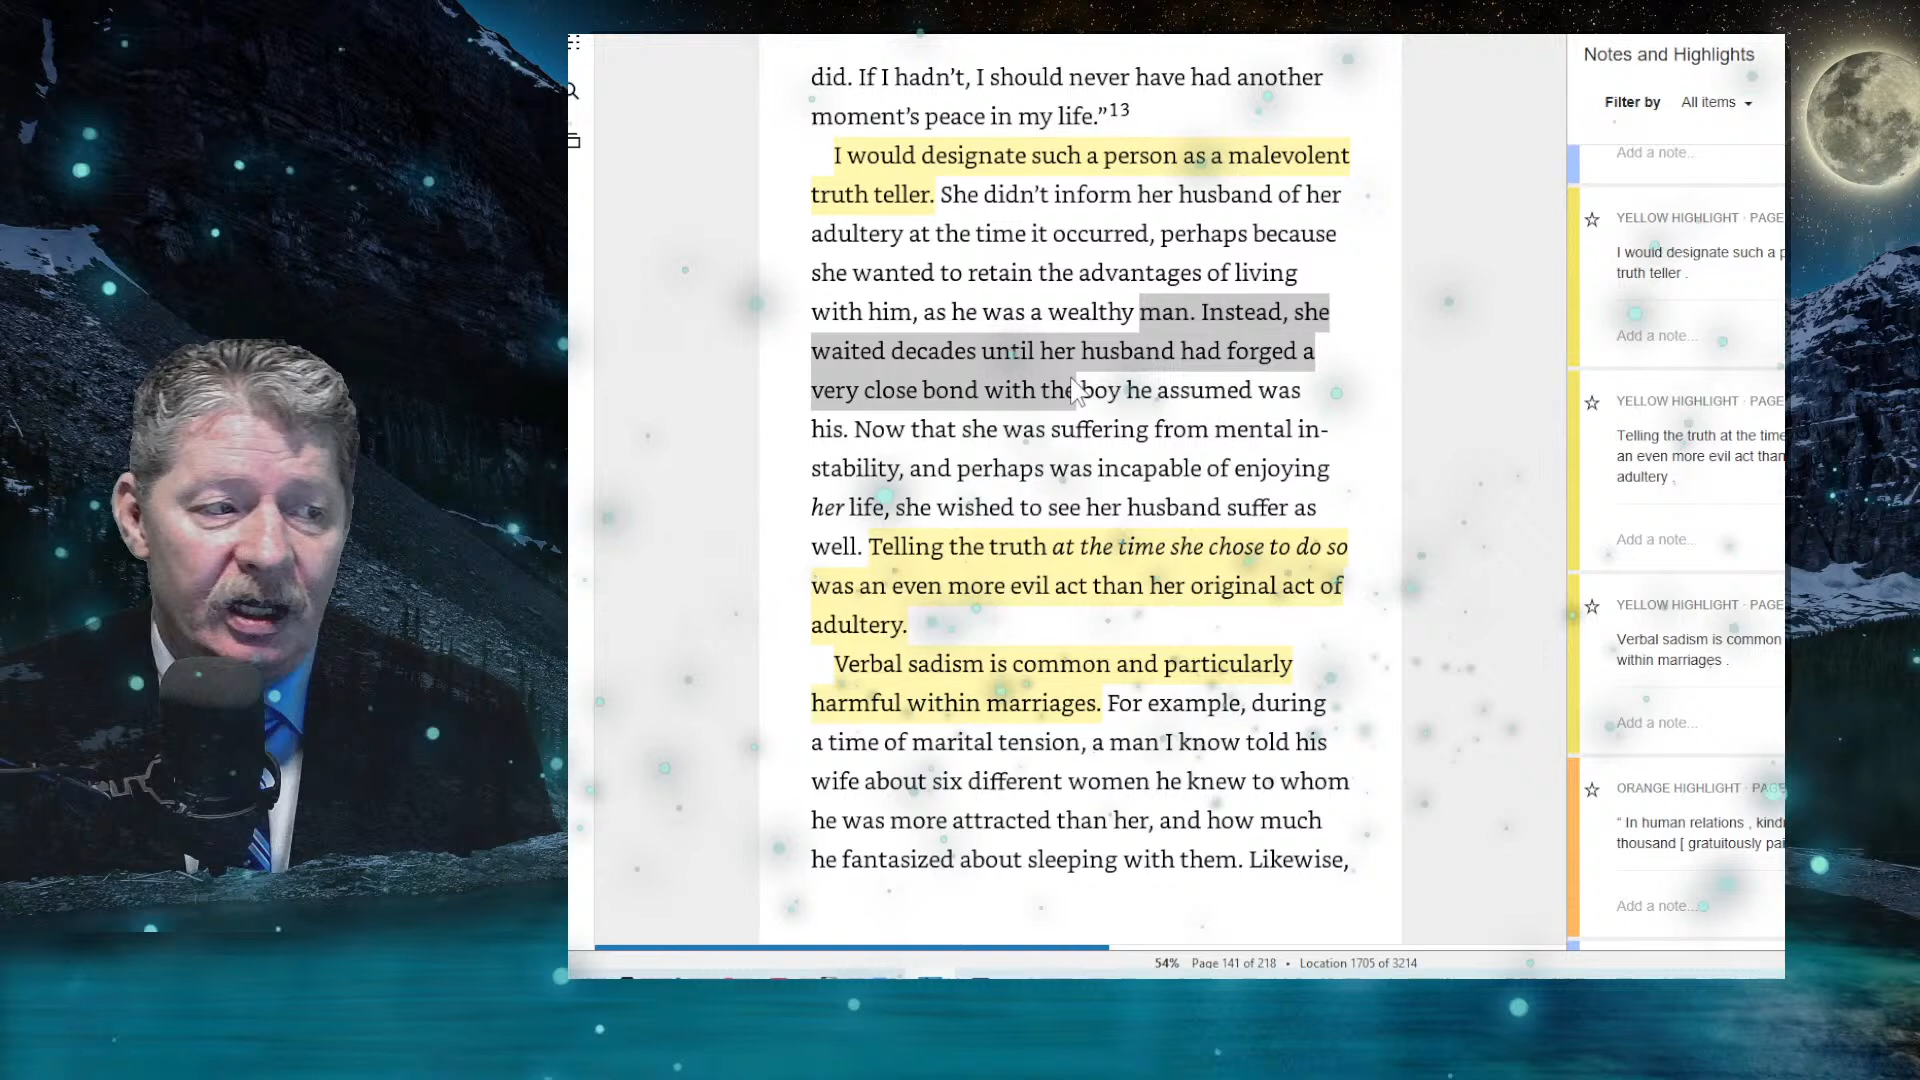 did. If I hadn’t, I should never have had another
moment’s peace in my life.”13
I would designate such a person as a malevolent
truth teller. She didn’t inform her husband of her
adultery at the time it occurred, perhaps because
she wanted to retain the advantages of living
with him, as he was a wealthy man. Instead, she
waited decades until her husband had forged a
very close bond with the boy he assumed was
his. Now that she was suffering from mental in-
stability, and perhaps was incapable of enjoying
her life, she wished to see her husband suffer as
well. Telling the truth at the time she chose to do so
was an even more evil act than her original act of
adultery.
Verbal sadism is common and particularly
harmful within marriages. For example, during
a time of marital tension, a man I know told his
wife about six different women he knew to whom
he was more attracted than her, and how much
he fantasized about sleeping with them. Likewise,
54% Page 141 of 218 • Location 1705 of 3214
Notes and Highlights
Filter by All items
Add a note...
YELLOW HIGHLIGHT · PAGE
I would designate such a p
truth teller .
Add a note...
YELLOW HIGHLIGHT · PAGE
Telling the truth at the time
an even more evil act than
adultery .
Add a note...
YELLOW HIGHLIGHT · PAGE
Verbal sadism is common
within marriages .
Add a note...
ORANGE HIGHLIGHT · PAGE
“ In human relations , kind
thousand [ gratuitously pai
Add a note...